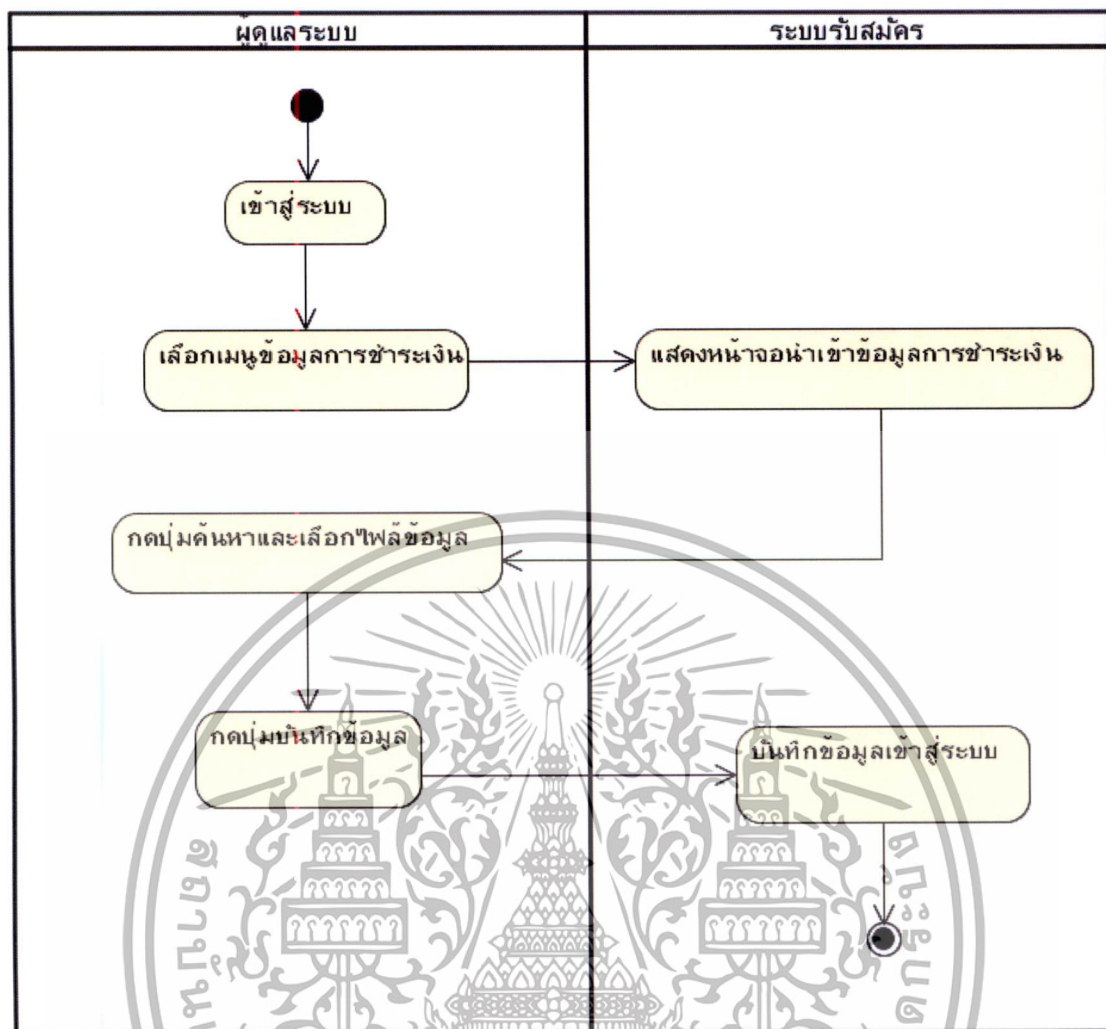 ผู้ดูแลระบบ
ระบบรับสมัคร
เข้าสู่ระบบ
เลือกเมนูข้อมูลการชำระเงิน
แสดงหน้าจอนำเข้าข้อมูลการชำระเงิน
กดปุ่มค้นหาและเลือกไฟล์ข้อมูล
กดปุ่มบันทึกข้อมูล
บันทึกข้อมูลเข้าสู่ระบบ